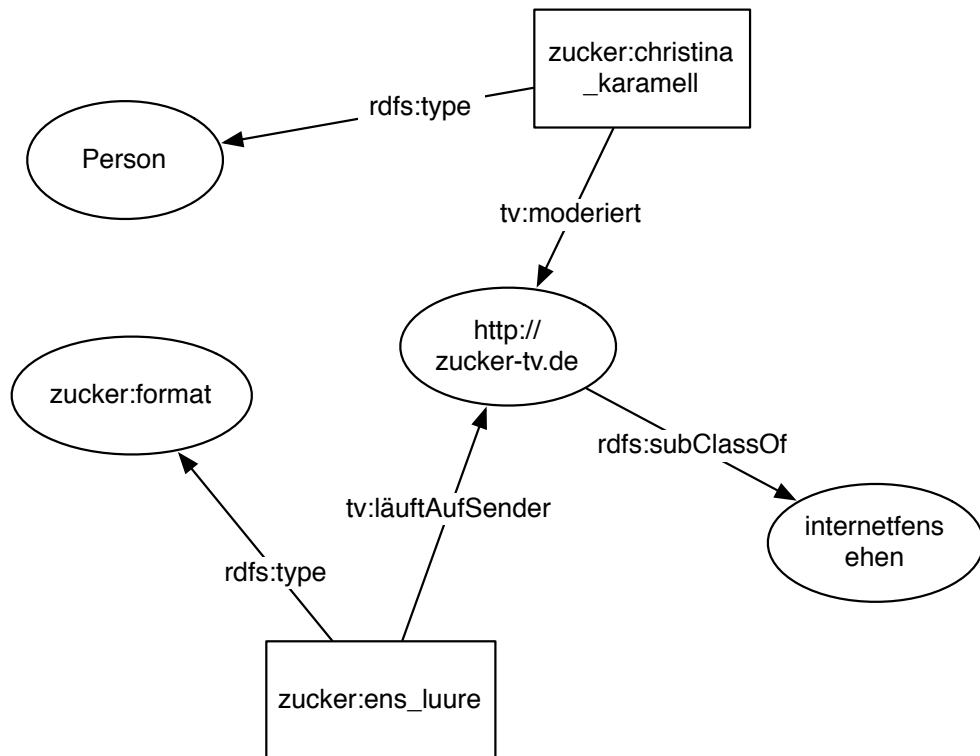 zucker:christina
_karamell
rdfs:type
Person
tv:moderiert
http://
zucker-tv.de
zucker:format
rdfs:subClassOf
tv:läuftAufSender
internetfens
ehen
rdfs:type
zucker:ens_luure